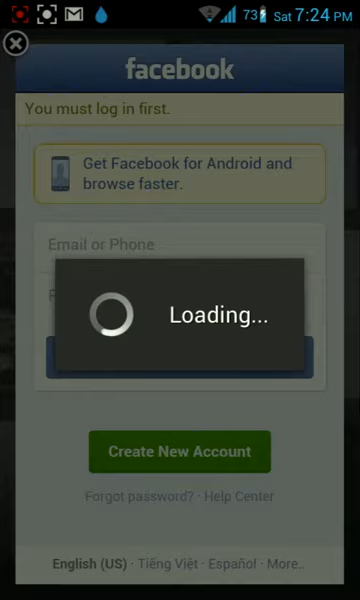 73 Sat 7:24 PM
facebook
You must log in first.
Get Facebook for Android and
browse faster.
Email or Phone
Loading...
Create New Account
Forgot password? · Help Center
English (US) · Tiếng Việt · Español · More..